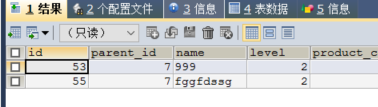 1 结果 2 个配置文件 3 信息 4 表数据 5 信息
（只读）
id parent_id name level product_c
53 7 999 2
55 7 fggfdssg 2